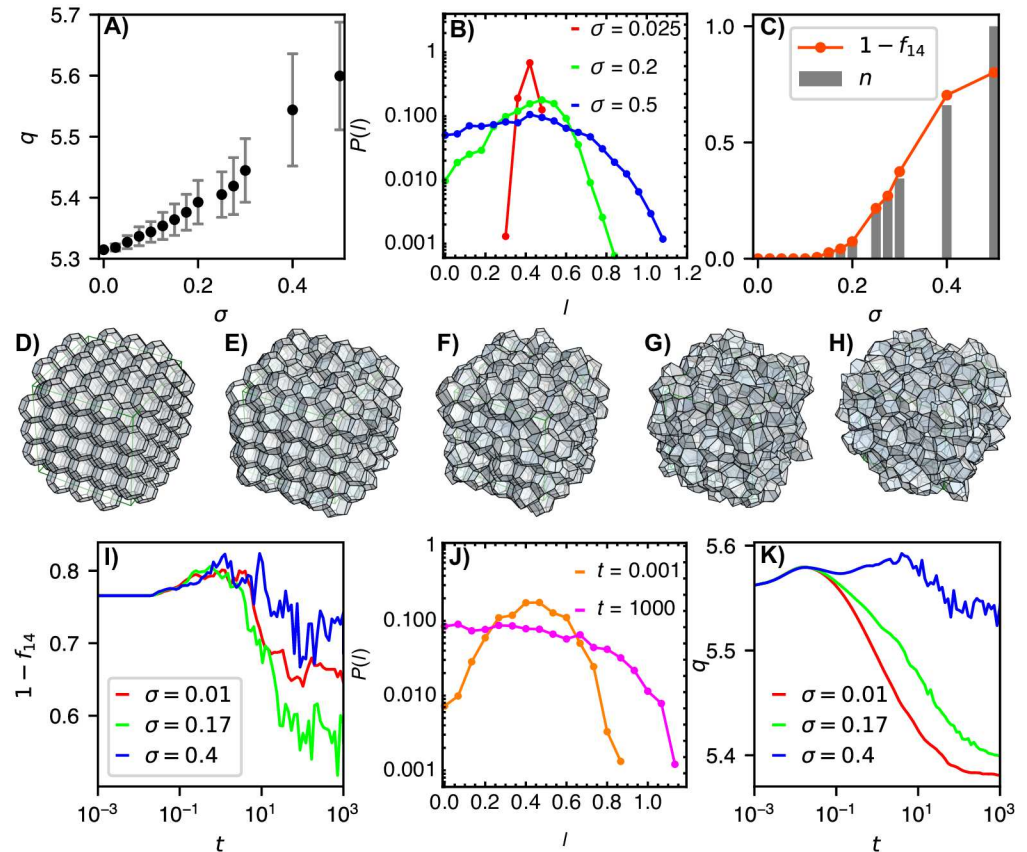 A)
5.7
5.6
5.5
5.4
5.3
q
0.0 0.2 0.4
σ
B)
σ = 0.025
σ = 0.2
σ = 0.5
1
0.100
0.010
0.001
P(l)
0.0 0.2 0.4 0.6 0.8 1.0 1.2
l
C)
1 − f₁₄
n
1.0
0.5
0.0
0.0 0.2 0.4
σ
D) E) F) G) H)
I)
0.8
0.7
0.6
1 − f₁₄
σ = 0.01
σ = 0.17
σ = 0.4
10⁻³ 10⁻¹ 10¹ 10³
t
J)
t = 0.001
t = 1000
1
0.100
0.010
0.001
P(l)
0.0 0.2 0.4 0.6 0.8 1.0
l
K)
5.6
5.5
5.4
q
σ = 0.01
σ = 0.17
σ = 0.4
10⁻³ 10⁻¹ 10¹ 10³
t